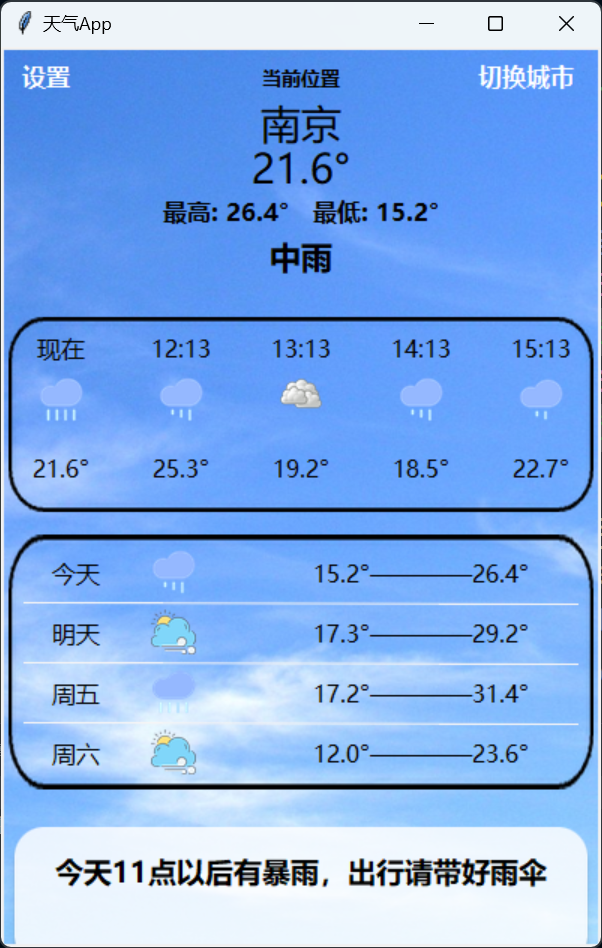 天气App
设置 当前位置 切换城市
南京
21.6°
最高: 26.4° 最低: 15.2°
中雨
现在 12:13 13:13 14:13 15:13
21.6° 25.3° 19.2° 18.5° 22.7°
今天 15.2°————26.4°
明天 17.3°————29.2°
周五 17.2°————31.4°
周六 12.0°————23.6°
今天11点以后有暴雨，出行请带好雨伞